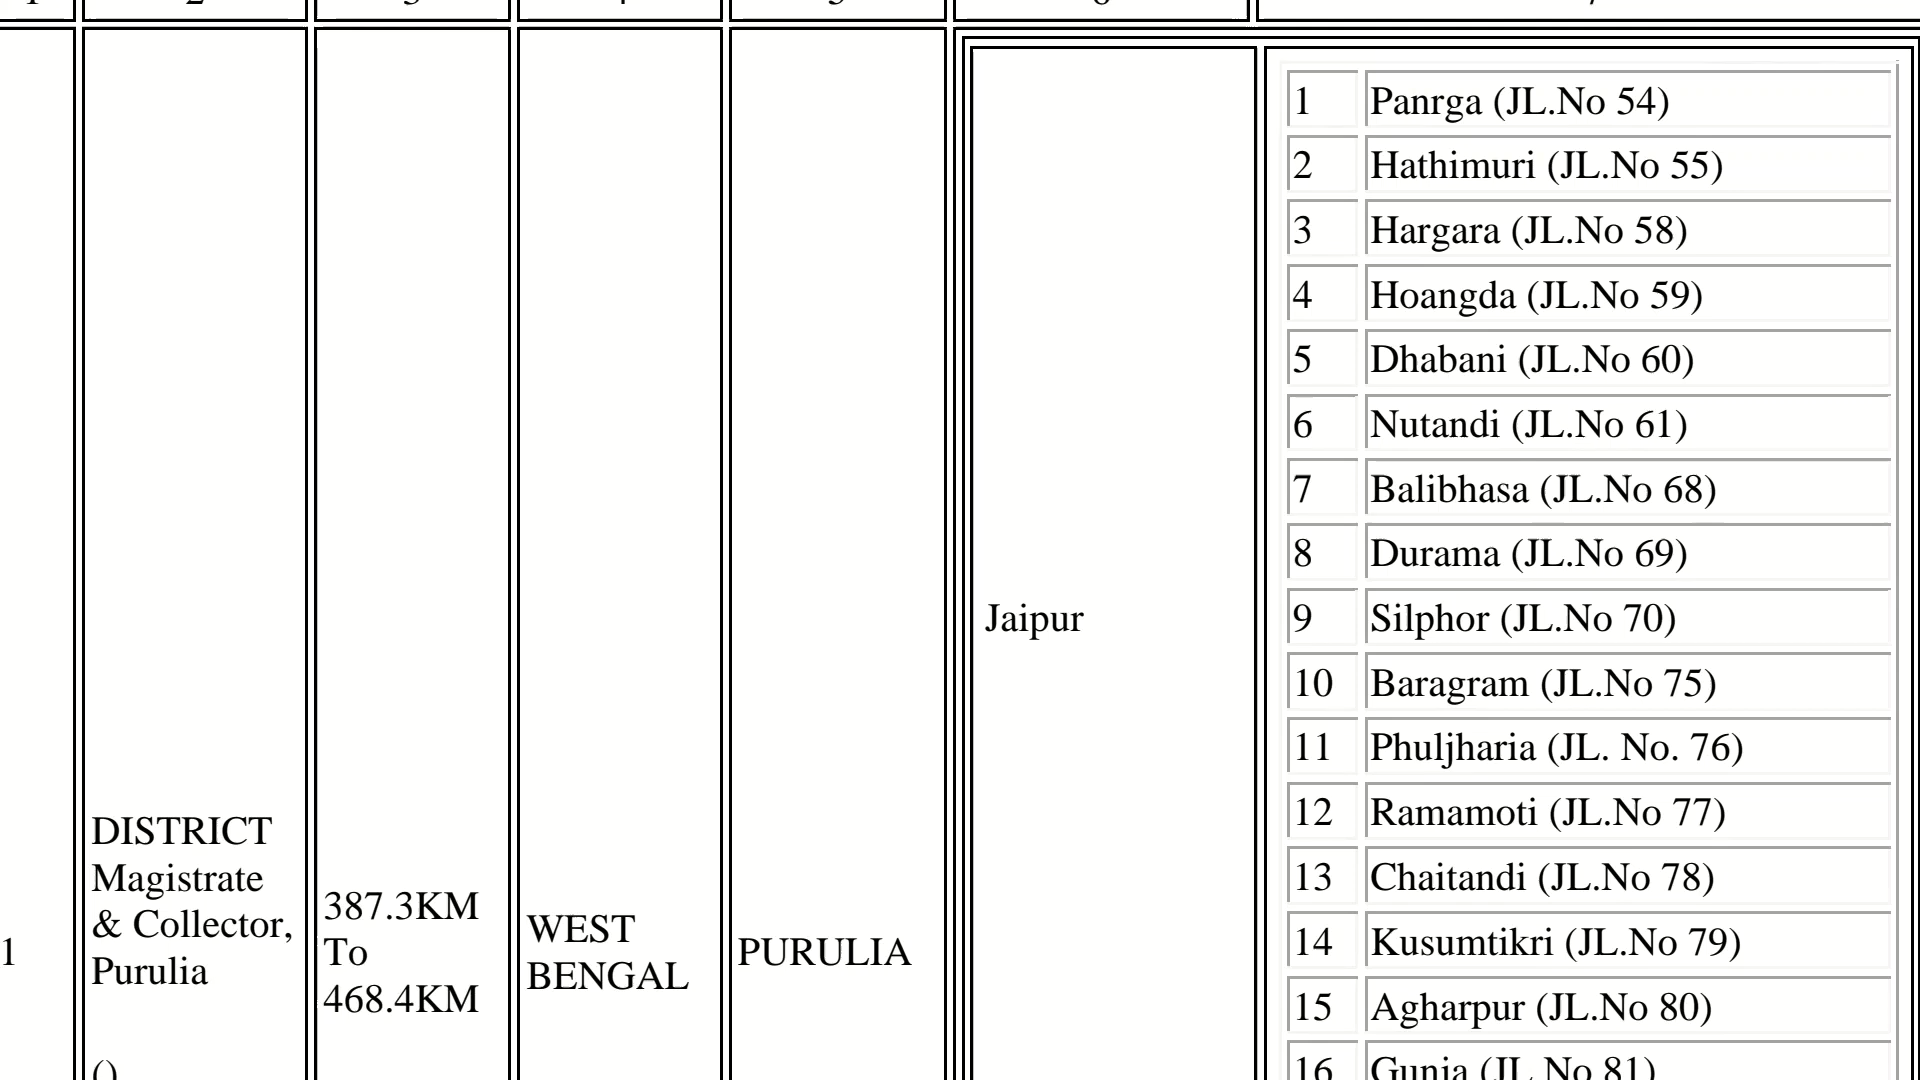 1
DISTRICT
Magistrate
& Collector,
Purulia
()
387.3KM
To
468.4KM
WEST
BENGAL
PURULIA
Jaipur
1 Panrga (JL.No 54)
2 Hathimuri (JL.No 55)
3 Hargara (JL.No 58)
4 Hoangda (JL.No 59)
5 Dhabani (JL.No 60)
6 Nutandi (JL.No 61)
7 Balibhasa (JL.No 68)
8 Durama (JL.No 69)
9 Silphor (JL.No 70)
10 Baragram (JL.No 75)
11 Phuljharia (JL. No. 76)
12 Ramamoti (JL.No 77)
13 Chaitandi (JL.No 78)
14 Kusumtikri (JL.No 79)
15 Agharpur (JL.No 80)
16 Gunja (JL.No 81)